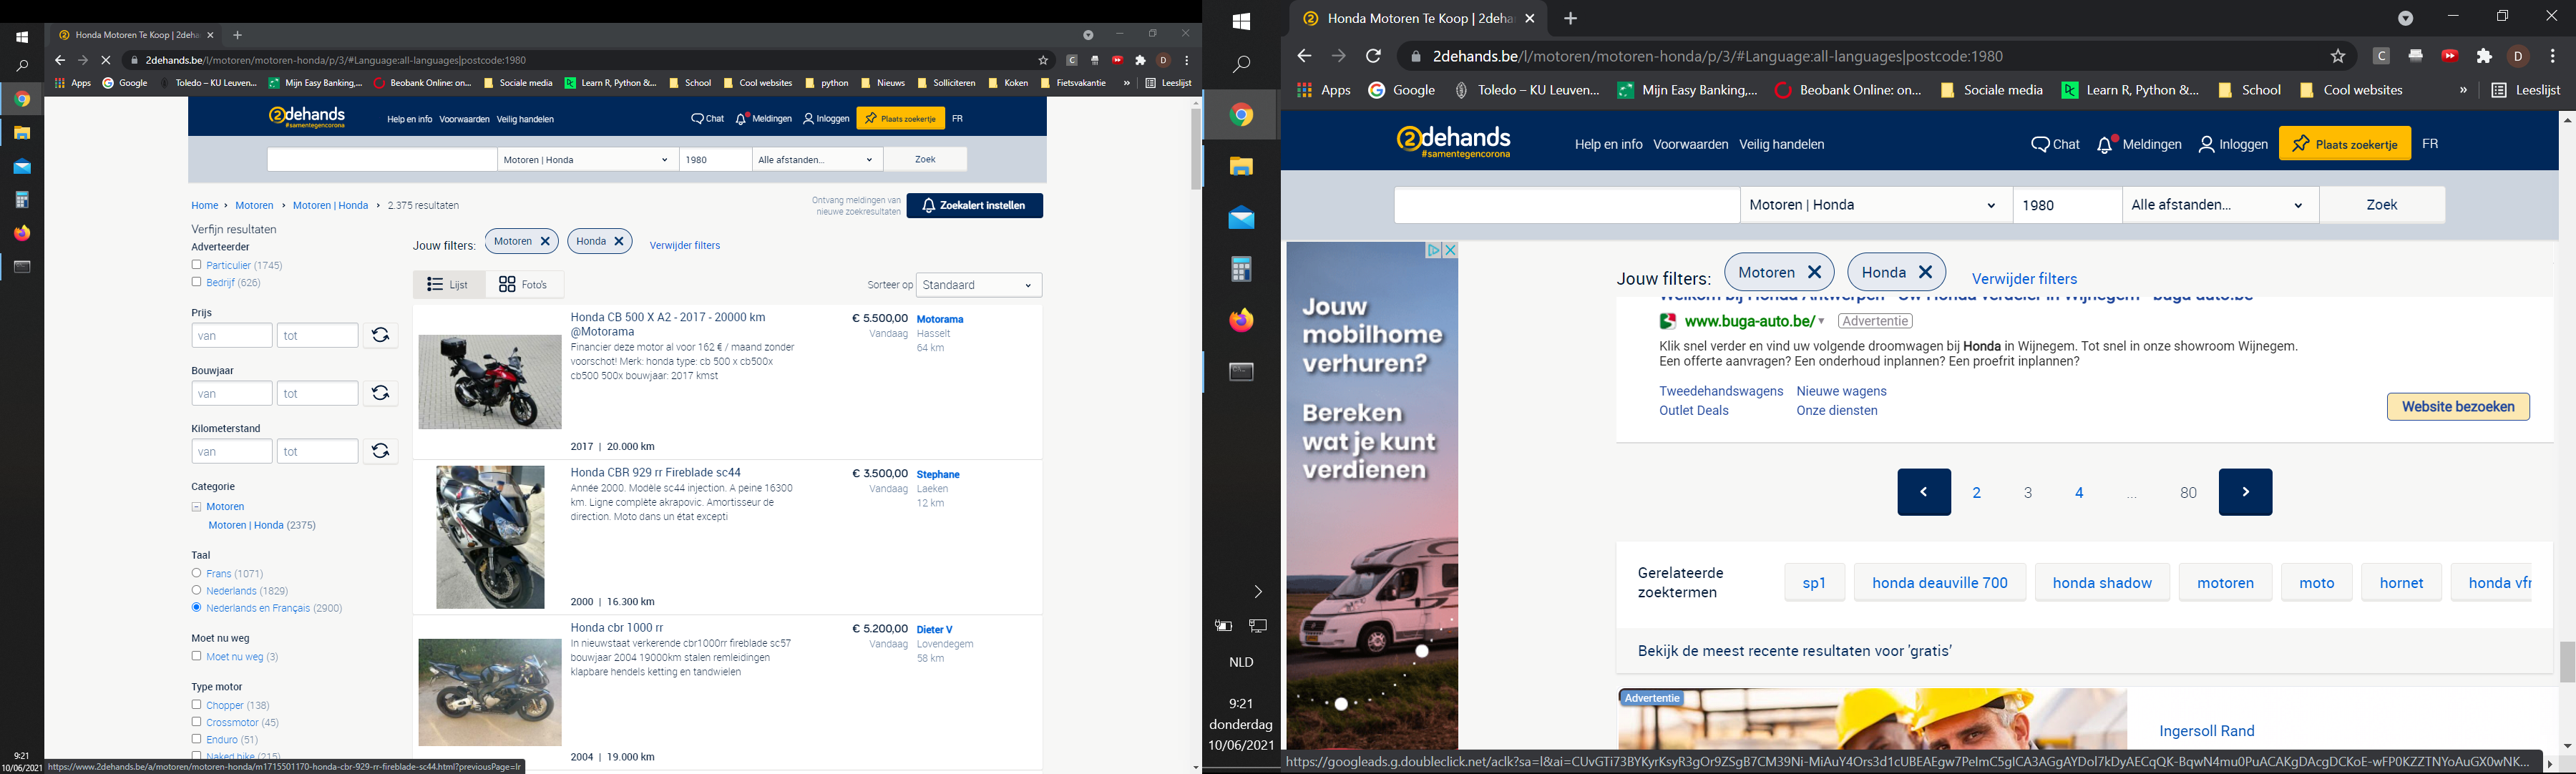 Honda Motoren Te Koop | 2deha
2dehands.be/l/motoren/motoren-honda/p/3/#Language:all-languages|postcode:1980
Apps Google Toledo – KU Leuven... Mijn Easy Banking,... Beobank Online: on... Sociale media Learn R, Python &... School Cool websites python Nieuws Solliciteren Koken Fietsvakantie » Leeslijst
2dehands
#samentegencorona
Help en info Voorwaarden Veilig handelen Chat Meldingen Inloggen Plaats zoekertje FR
Motoren | Honda 1980 Alle afstanden... Zoek
Home › Motoren › Motoren | Honda › 2.375 resultaten
Ontvang meldingen van
nieuwe zoekresultaten
Zoekalert instellen
Verfijn resultaten
Adverteerder
Particulier (1745)
Bedrijf (626)
Prijs
van tot
Bouwjaar
van tot
Kilometerstand
van tot
Categorie
Motoren
Motoren | Honda (2375)
Taal
Frans (1071)
Nederlands (1829)
Nederlands en Français (2900)
Moet nu weg
Moet nu weg (3)
Type motor
Chopper (138)
Crossmotor (45)
Enduro (51)
Naked bike (215)
Jouw filters: Motoren Honda Verwijder filters
Lijst Foto's
Sorteer op Standaard
Honda CB 500 X A2 - 2017 - 20000 km
@Motorama
Financier deze motor al voor 162 € / maand zonder
voorschot! Merk: honda type: cb 500 x cb500x
cb500 500x bouwjaar: 2017 kmst
2017 | 20.000 km
€ 5.500,00 Motorama
Vandaag Hasselt
64 km
Honda CBR 929 rr Fireblade sc44
Année 2000. Modèle sc44 injection. A peine 16300
km. Ligne complète akrapovic. Amortisseur de
direction. Moto dans un état excepti
2000 | 16.300 km
€ 3.500,00 Stephane
Vandaag Laeken
12 km
Honda cbr 1000 rr
In nieuwstaat verkerende cbr1000rr fireblade sc57
bouwjaar 2004 19000km stalen remleidingen
klapbare hendels ketting en tandwielen
2004 | 19.000 km
€ 5.200,00 Dieter V
Vandaag Lovendegem
58 km
9:21
10/06/2021
https://www.2dehands.be/a/motoren/motoren-honda/m1715501170-honda-cbr-929-rr-fireblade-sc44.html?previousPage=lr
NLD
9:21
donderdag
10/06/2021
Honda Motoren Te Koop | 2deha
2dehands.be/l/motoren/motoren-honda/p/3/#Language:all-languages|postcode:1980
Apps Google Toledo – KU Leuven... Mijn Easy Banking,... Beobank Online: on... Sociale media Learn R, Python &... School Cool websites » Leeslijst
2dehands
#samentegencorona
Help en info Voorwaarden Veilig handelen Chat Meldingen Inloggen Plaats zoekertje FR
Motoren | Honda 1980 Alle afstanden... Zoek
Jouw
mobilhome
verhuren?
Bereken
wat je kunt
verdienen
Jouw filters: Motoren Honda Verwijder filters
Welkom bij Honda Antwerpen - Uw Honda verdeler in Wijnegem - buga-auto.be
www.buga-auto.be/ Advertentie
Klik snel verder en vind uw volgende droomwagen bij Honda in Wijnegem. Tot snel in onze showroom Wijnegem.
Een offerte aanvragen? Een onderhoud inplannen? Een proefrit inplannen?
Tweedehandswagens Nieuwe wagens
Outlet Deals Onze diensten
Website bezoeken
2 3 4 ... 80
Gerelateerde
zoektermen
sp1 honda deauville 700 honda shadow motoren moto hornet honda vfr
Bekijk de meest recente resultaten voor 'gratis'
Advertentie
Ingersoll Rand